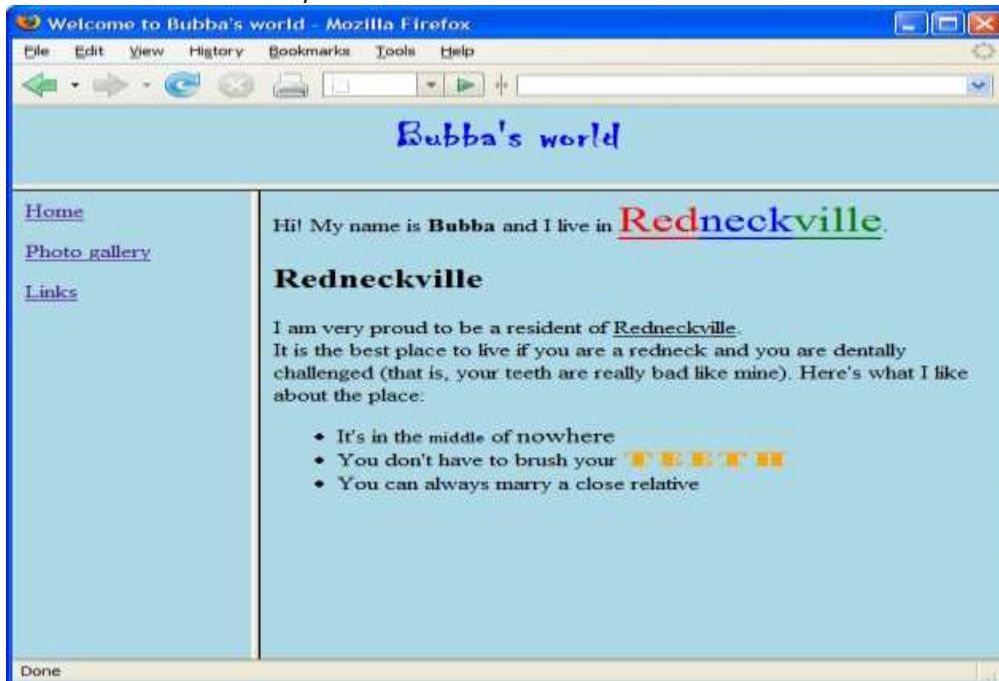 Welcome to Bubba's world - Mozilla Firefox
File Edit View History Bookmarks Tools Help
Bubba's world
Home
Photo gallery
Links
Hi! My name is Bubba and I live in Redneckville.
Redneckville
I am very proud to be a resident of Redneckville.
It is the best place to live if you are a redneck and you are dentally
challenged (that is, your teeth are really bad like mine). Here's what I like
about the place:
• It's in the middle of nowhere
• You don't have to brush your TEETH
• You can always marry a close relative
Done